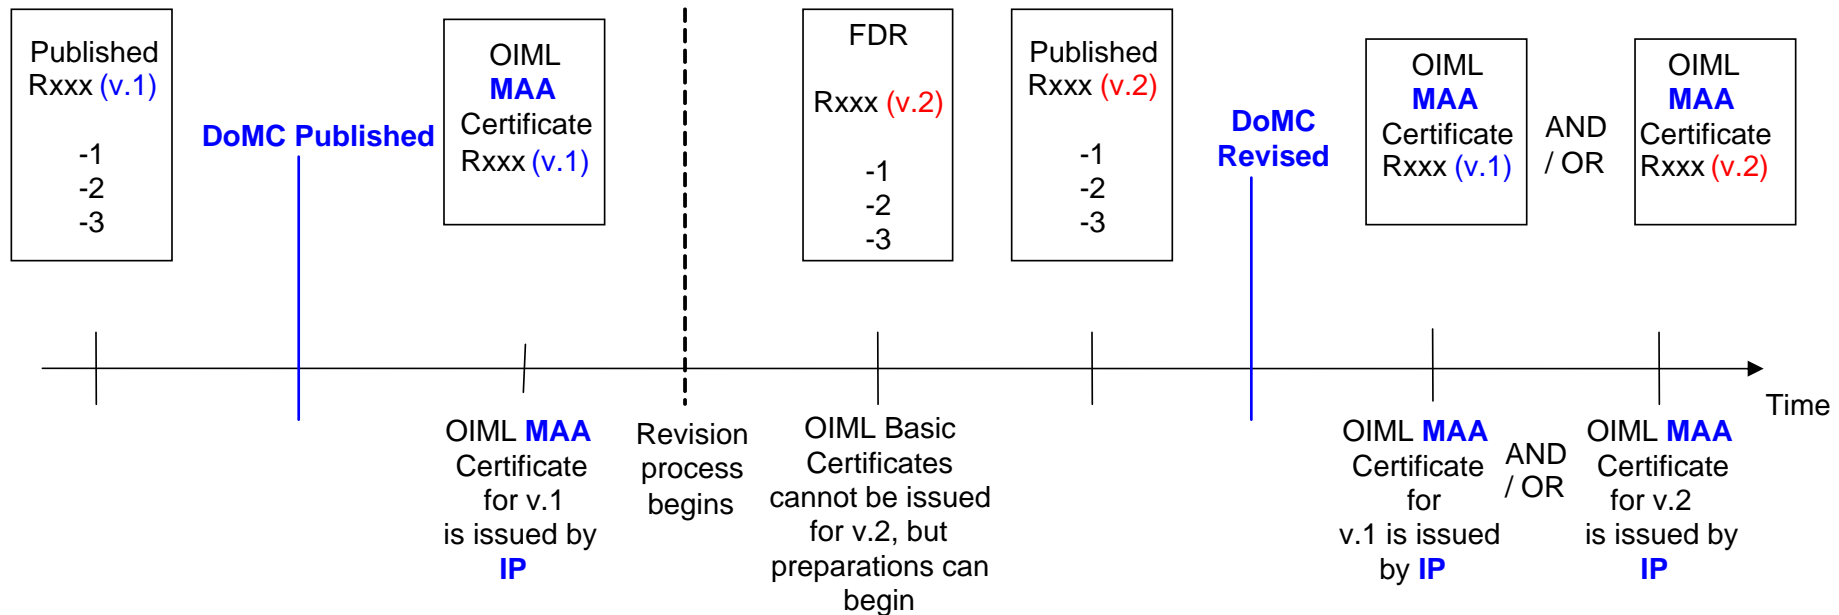 Published
Rxxx (v.1)
-1
-2
-3
DoMC Published
OIML
MAA
Certificate
Rxxx (v.1)
FDR
Rxxx (v.2)
-1
-2
-3
Published
Rxxx (v.2)
-1
-2
-3
DoMC
Revised
OIML
MAA
Certificate
Rxxx (v.1)
AND
/ OR
OIML
MAA
Certificate
Rxxx (v.2)
Time
OIML MAA
Certificate
for v.1
is issued by
IP
Revision
process
begins
OIML Basic
Certificates
cannot be issued
for v.2, but
preparations can
begin
OIML MAA
Certificate
for
v.1 is issued
by IP
AND
/ OR
OIML MAA
Certificate
for v.2
is issued by
IP